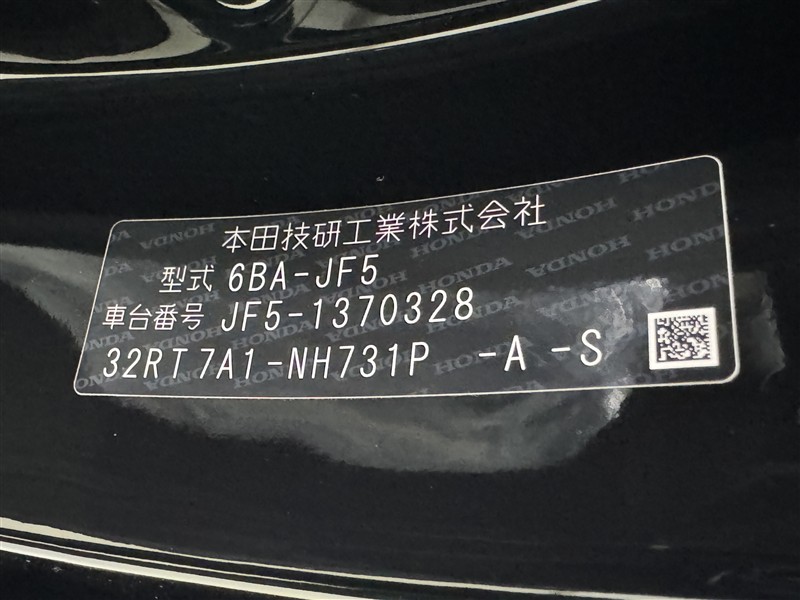 本田技研工業株式会社
型式 6BA-JF5
車台番号 JF5-1370328
32RT7A1-NH731P -A -S